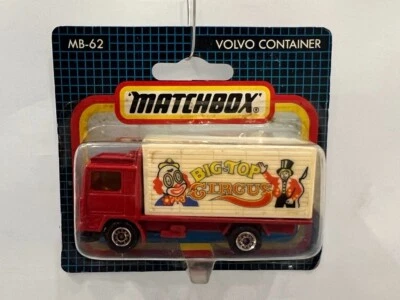 MB-62 VOLVO CONTAINER
MATCHBOX
BIG TOP
CIRCUS